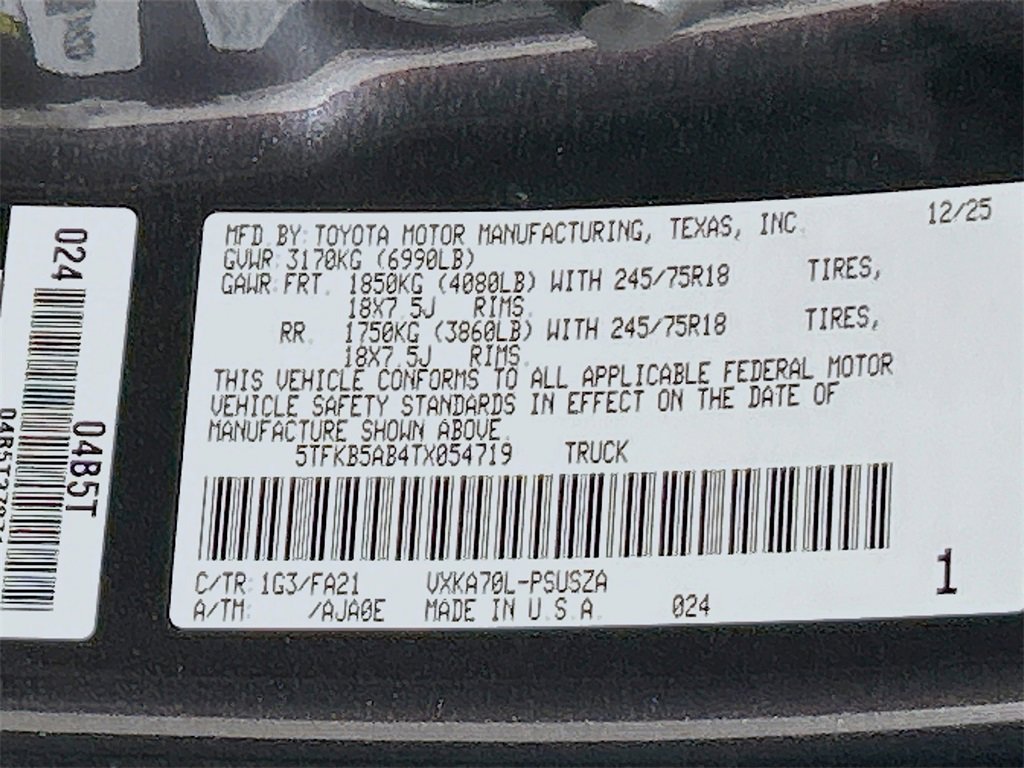 024
04B5T
MFD. BY: TOYOTA MOTOR MANUFACTURING, TEXAS, INC. 12/25
GVWR: 3170KG (6990LB)
GAWR: FRT. 1850KG (4080LB) WITH 245/75R18 TIRES,
18X7.5J RIMS.
RR. 1750KG (3860LB) WITH 245/75R18 TIRES,
18X7.5J RIMS.
THIS VEHICLE CONFORMS TO ALL APPLICABLE FEDERAL MOTOR
VEHICLE SAFETY STANDARDS IN EFFECT ON THE DATE OF
MANUFACTURE SHOWN ABOVE.
5TFKB5AB4TX054719 TRUCK
C/TR: 1G3/FA21 VXKA70L-PSUSZA
A/TM: /AJA0E MADE IN U.S.A. 024
1